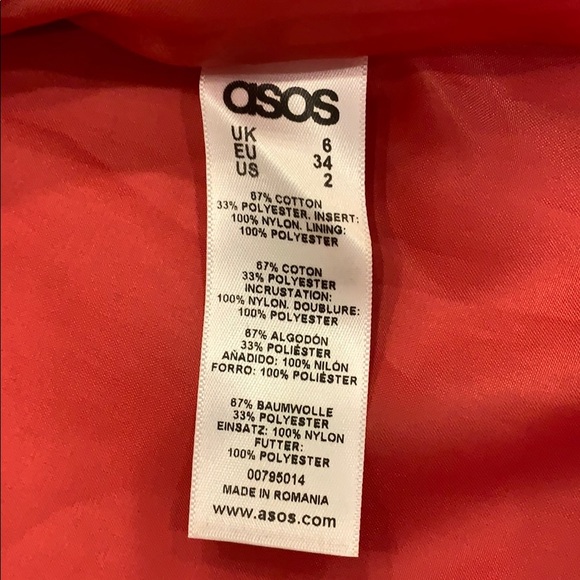 asos
UK 6
EU 34
US 2
67% COTTON
33% POLYESTER. INSERT:
100% NYLON. LINING:
100% POLYESTER
67% COTON
33% POLYESTER
INCRUSTATION:
100% NYLON. DOUBLURE:
100% POLYESTER
67% ALGODÓN
33% POLIÉSTER
AÑADIDO: 100% NILÓN
FORRO: 100% POLIÉSTER
67% BAUMWOLLE
33% POLYESTER
EINSATZ: 100% NYLON
FUTTER:
100% POLYESTER
00795014
MADE IN ROMANIA
www.asos.com